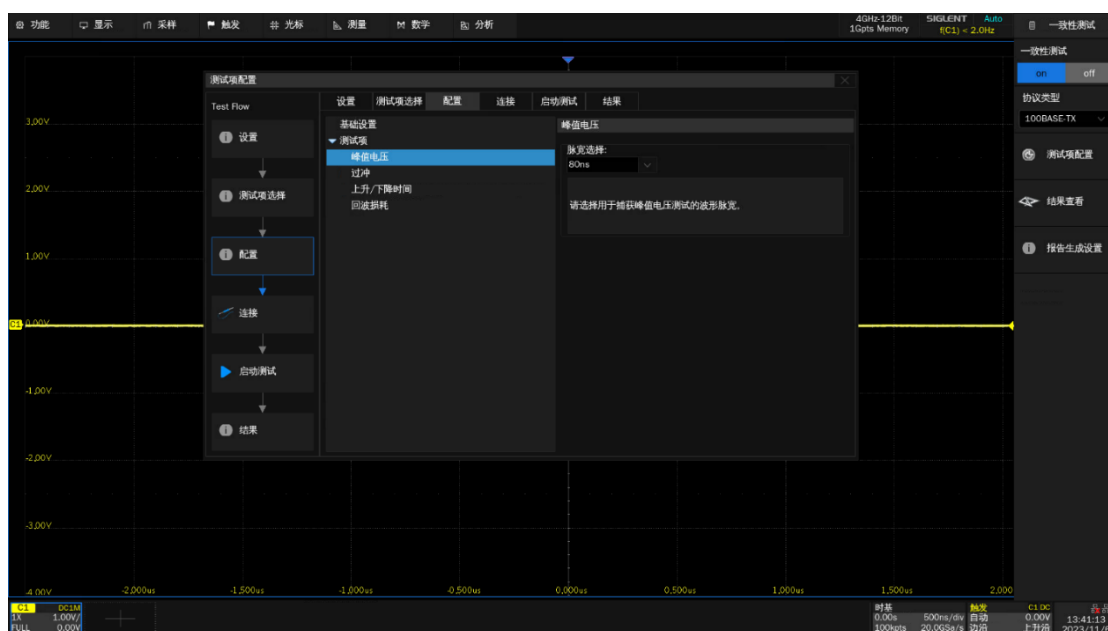 功能 显示 采样 触发 光标 测量 数学 分析
4GHz-12Bit
1Gpts Memory
SIGLENT Auto
f(C1) < 2.0Hz
一致性测试
一致性测试
on off
协议类型
100BASE-TX
测试项配置
结果查看
报告生成设置
测试项配置
Test Flow
设置
测试项选择
配置
连接
启动测试
结果
设置 测试项选择 配置 连接 启动测试 结果
基础设置
测试项
峰值电压
过冲
上升/下降时间
回波损耗
峰值电压
脉宽选择:
80ns
请选择用于捕获峰值电压测试的波形脉宽。
3.00V
2.00V
1.00V
C1 0.00V
-1.00V
-2.00V
-3.00V
-4.00V
-2.000us -1.500us -1.000us -0.500us 0.000us 0.500us 1.000us 1.500us 2.000
C1 DC1M
1X 1.00V/
FULL 0.00V
时基
0.00s 500ns/div
100kpts 20.0GSa/s
触发 C1 DC
自动 0.00V
边沿 上升沿
13:41:13